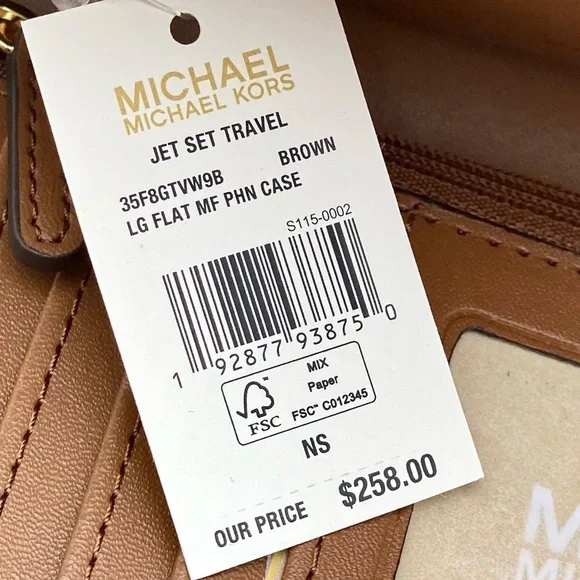 MICHAEL
MICHAEL KORS
JET SET TRAVEL
35F8GTVW9B BROWN
LG FLAT MF PHN CASE
S115-0002
1 92877 93875 0
FSC™
MIX
Paper
FSC™ C012345
NS
OUR PRICE $258.00
M